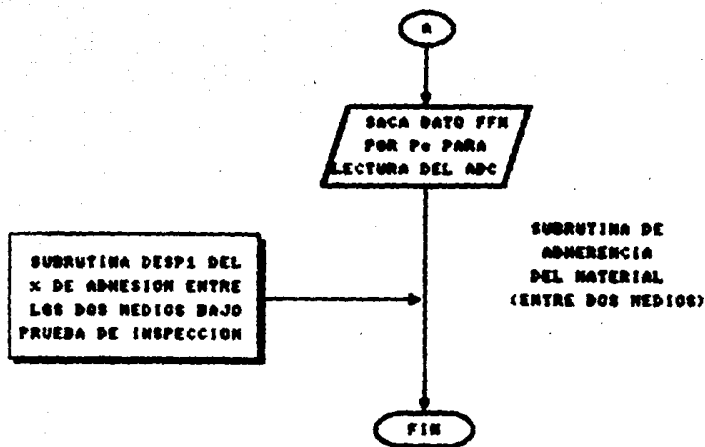 A
SACA DATO FFH
POR Po PARA
LECTURA DEL ADC
SUBRUTINA DE
ADHERENCIA
DEL MATERIAL
(ENTRE DOS MEDIOS)
SUBRUTINA DESP1 DEL
% DE ADHESION ENTRE
LOS DOS MEDIOS BAJO
PRUEBA DE INSPECCION
FIN